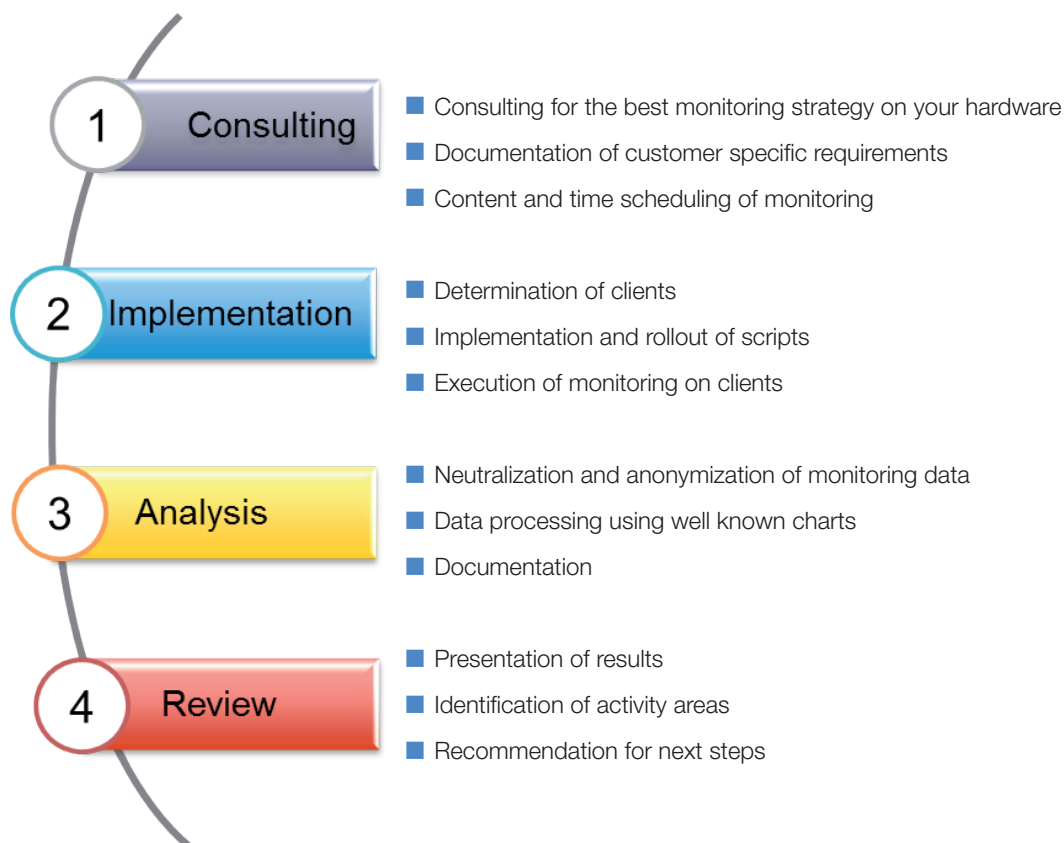 1
Consulting
Consulting for the best monitoring strategy on your hardware
Documentation of customer specific requirements
Content and time scheduling of monitoring
2
Implementation
Determination of clients
Implementation and rollout of scripts
Execution of monitoring on clients
3
Analysis
Neutralization and anonymization of monitoring data
Data processing using well known charts
Documentation
4
Review
Presentation of results
Identification of activity areas
Recommendation for next steps